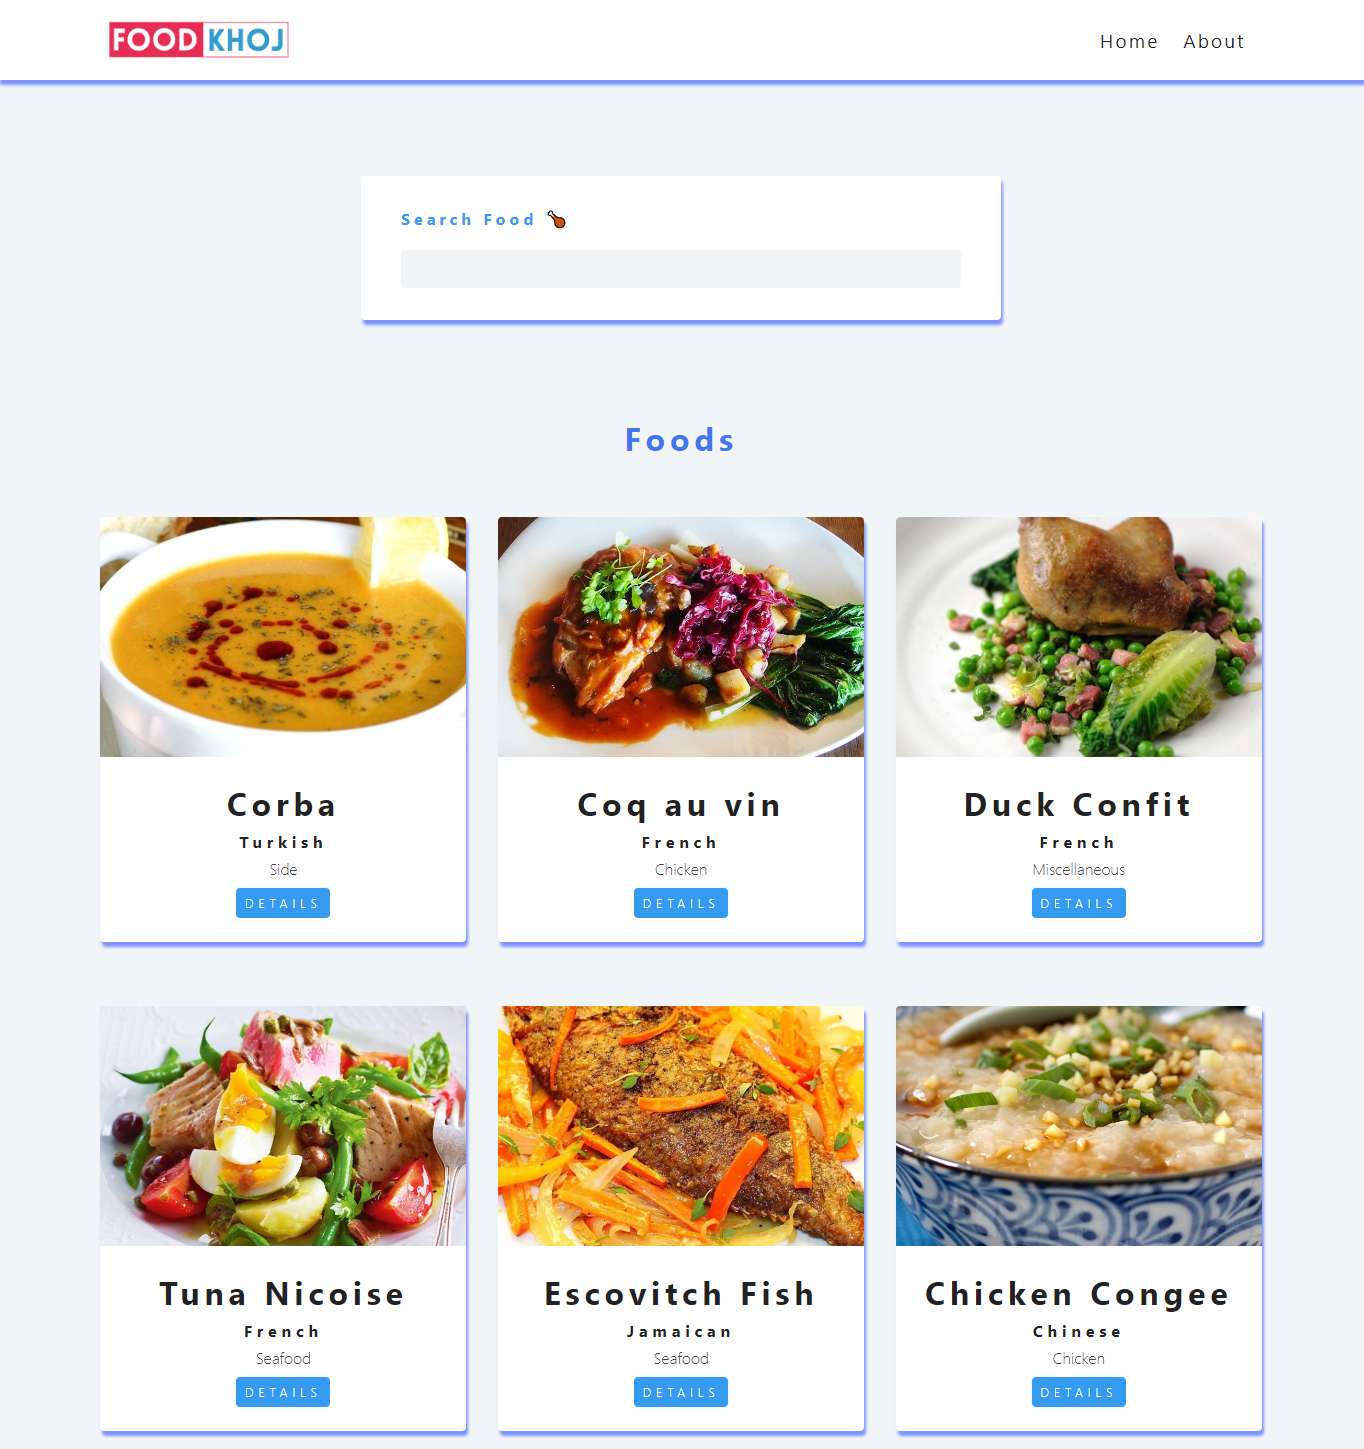 FOOD KHOJ
Home About
Search Food
Foods
Corba
Turkish
Side
DETAILS
Coq au vin
French
Chicken
DETAILS
Duck Confit
French
Miscellaneous
DETAILS
Tuna Nicoise
French
Seafood
DETAILS
Escovitch Fish
Jamaican
Seafood
DETAILS
Chicken Congee
Chinese
Chicken
DETAILS